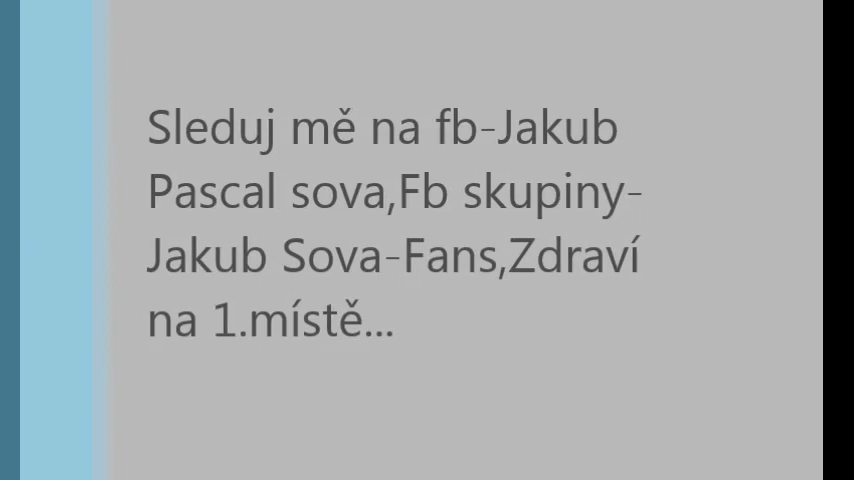 Sleduj mě na fb-Jakub
Pascal sova,Fb skupiny-
Jakub Sova-Fans,Zdraví
na 1.místě...